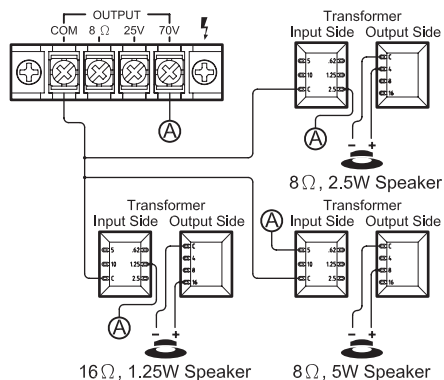 OUTPUT
COM 8 Ω 25V 70V
A
Transformer
Input Side Output Side
5 .62 C
10 1.25 4
C 2.5 8
16
A
− +
8Ω, 2.5W Speaker
Transformer
Input Side Output Side
5 .62 C
10 1.25 4
C 2.5 8
16
A
− +
16Ω, 1.25W Speaker
Transformer
Input Side Output Side
A
5 .62 C
10 1.25 4
C 2.5 8
16
− +
8Ω, 5W Speaker